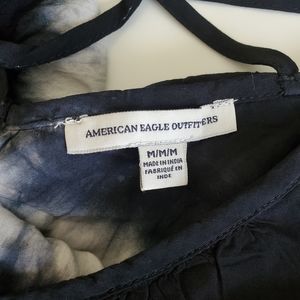 AMERICAN EAGLE OUTFITTERS
M/M/M
MADE IN INDIA
FABRIQUÉ EN
INDE